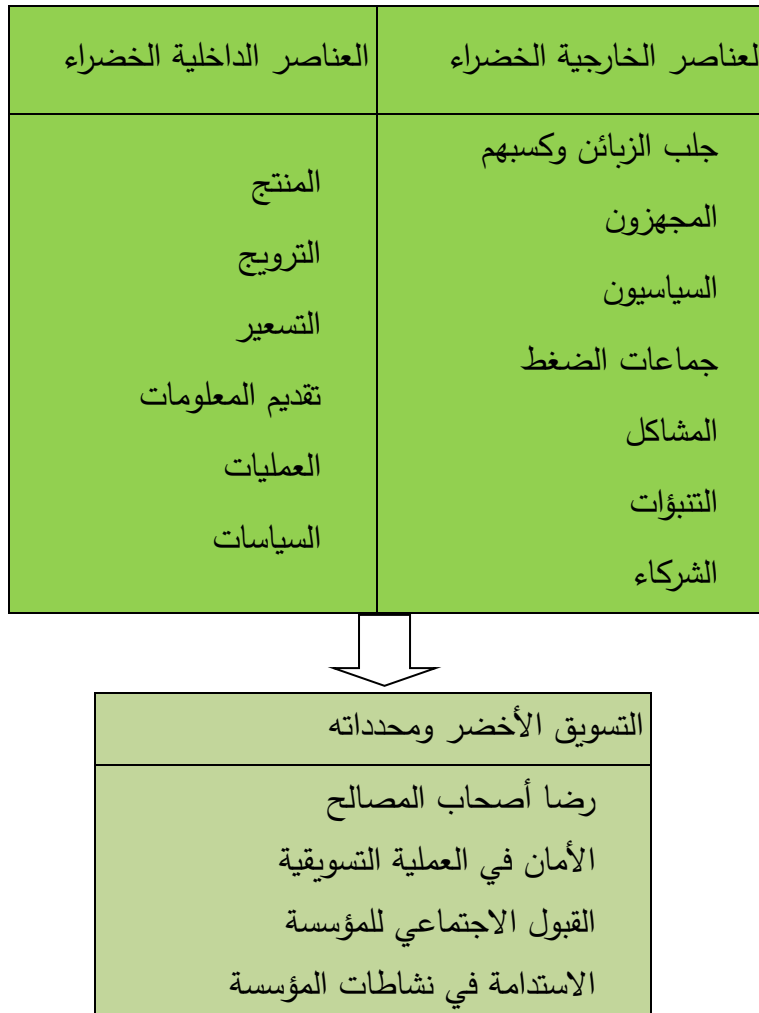 لعناصر الخارجية الخضراء
جلب الزبائن وكسبهم
المجهزون
السياسيون
جماعات الضغط
المشاكل
التنبؤات
الشركاء
العناصر الداخلية الخضراء
المنتج
الترويج
التسعير
تقديم المعلومات
العمليات
السياسات
التسويق الأخضر ومحدداته
رضا أصحاب المصالح
الأمان في العملية التسويقية
القبول الاجتماعي للمؤسسة
الاستدامة في نشاطات المؤسسة